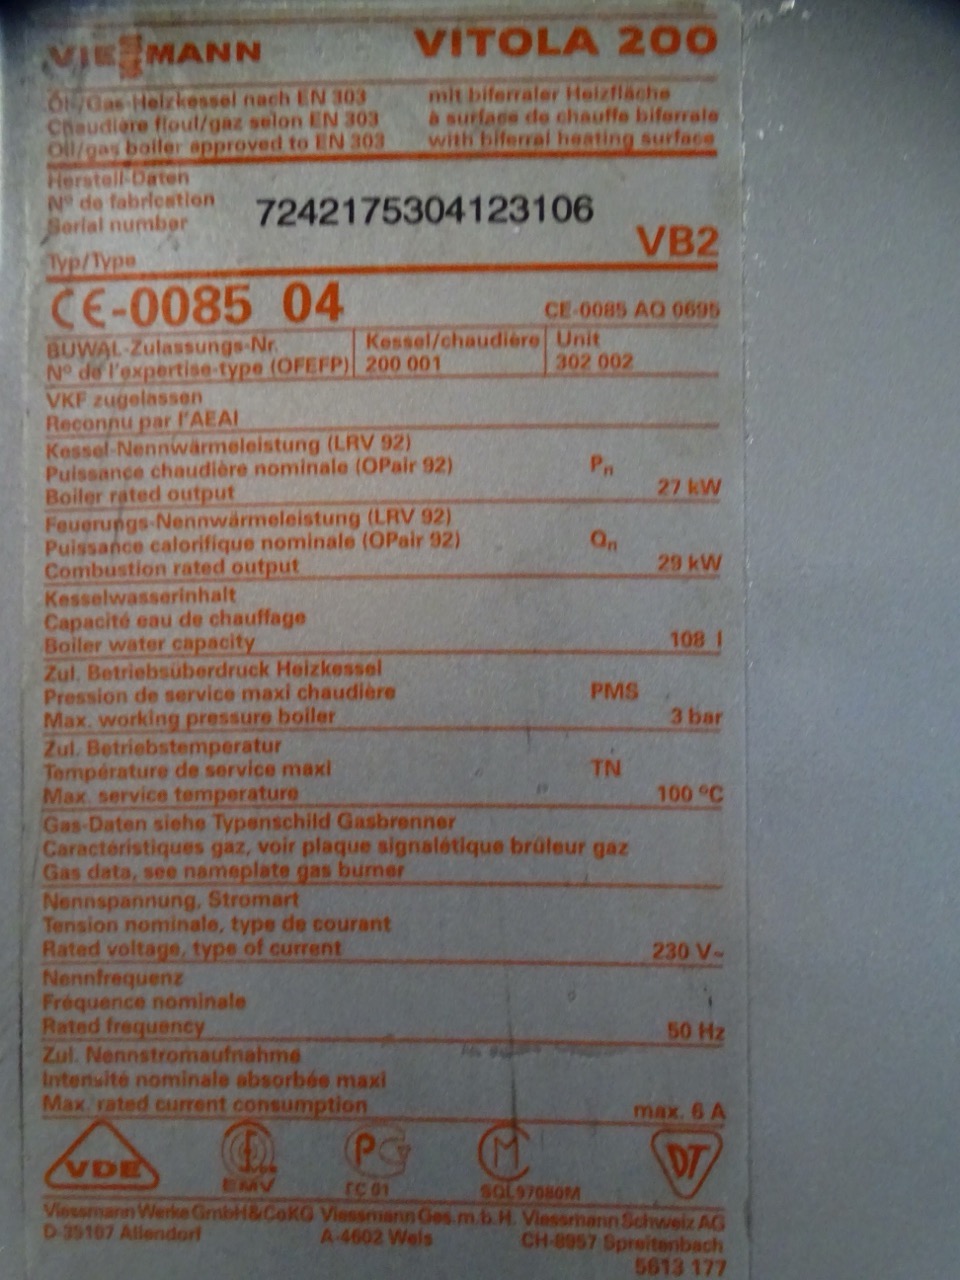 VIESSMANN VITOLA 200
Öl-/Gas-Heizkessel nach EN 303 mit biferraler Heizfläche
Chaudière fioul/gaz selon EN 303 à surface de chauffe biferrale
Oil/gas boiler approved to EN 303 with biferral heating surface
Herstell-Daten
N° de fabrication
Serial number 7242175304123106
VB2
Typ/Type
CE-0085 04 CE-0085 AQ 0695
BUWAL-Zulassungs-Nr. Kessel/chaudière Unit
N° de l'expertise-type (OFEFP) 200 001 302 002
VKF zugelassen
Reconnu par l'AEAI
Kessel-Nennwärmeleistung (LRV 92)
Puissance chaudière nominale (OPair 92) Pn
Boiler rated output 27 kW
Feuerungs-Nennwärmeleistung (LRV 92)
Puissance calorifique nominale (OPair 92) Qn
Combustion rated output 29 kW
Kesselwasserinhalt
Capacité eau de chauffage
Boiler water capacity 108 l
Zul. Betriebsüberdruck Heizkessel
Pression de service maxi chaudière PMS
Max. working pressure boiler 3 bar
Zul. Betriebstemperatur
Température de service maxi TN
Max. service temperature 100 °C
Gas-Daten siehe Typenschild Gasbrenner
Caractéristiques gaz, voir plaque signalétique brûleur gaz
Gas data, see nameplate gas burner
Nennspannung, Stromart
Tension nominale, type de courant
Rated voltage, type of current 230 V~
Nennfrequenz
Fréquence nominale
Rated frequency 50 Hz
Zul. Nennstromaufnahme
Intensité nominale absorbée maxi
Max. rated current consumption max. 6 A
VDE EMV ГС 01 SQL97080M DT
Viessmann Werke GmbH&CoKG Viessmann Ges.m.b.H. Viessmann Schweiz AG
D-35107 Allendorf A-4602 Wels CH-8957 Spreitenbach
5613 177